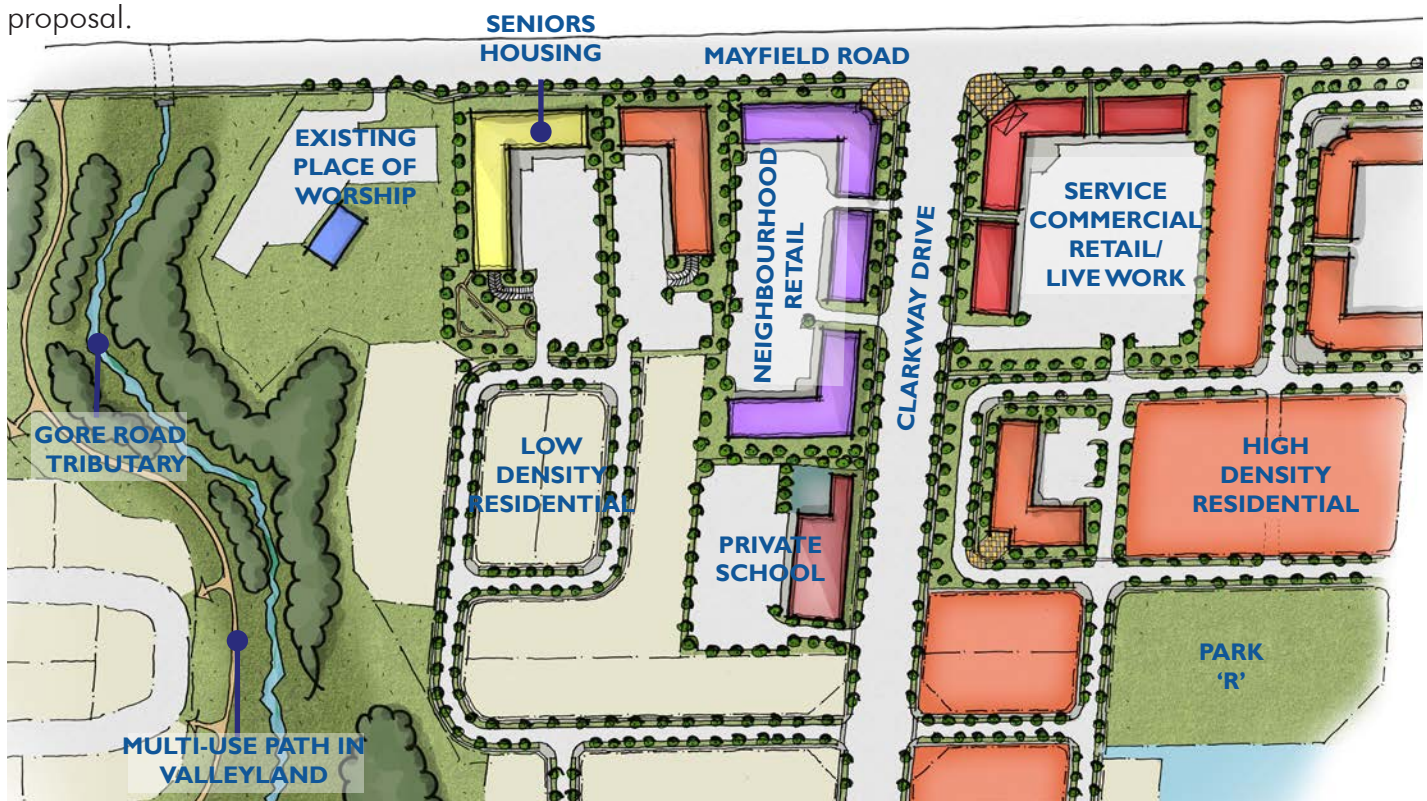 proposal.
SENIORS
HOUSING
MAYFIELD ROAD
EXISTING
PLACE OF
WORSHIP
NEIGHBOURHOOD
RETAIL
CLARKWAY DRIVE
SERVICE
COMMERCIAL
RETAIL/
LIVE WORK
GORE ROAD
TRIBUTARY
LOW
DENSITY
RESIDENTIAL
HIGH
DENSITY
RESIDENTIAL
PRIVATE
SCHOOL
PARK
‘R’
MULTI-USE PATH IN
VALLEYLAND